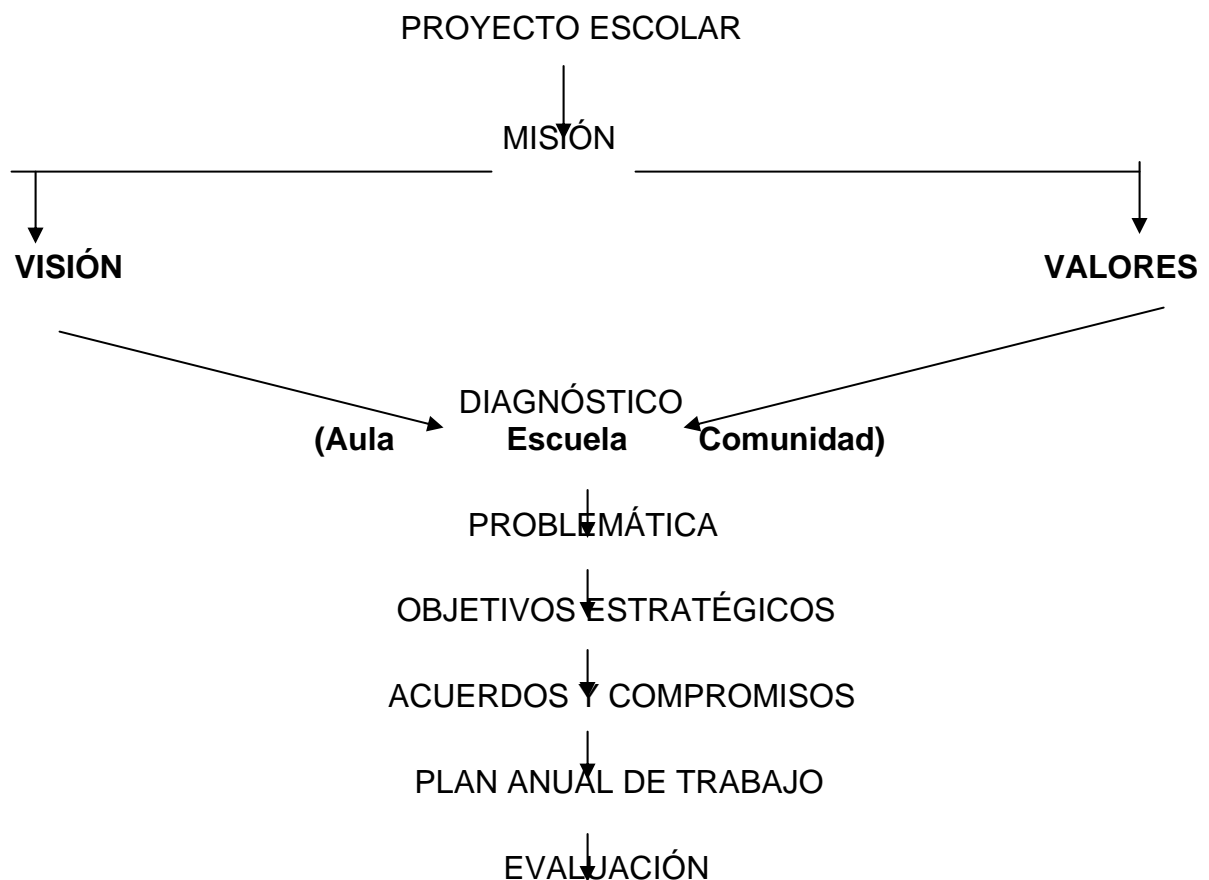 PROYECTO ESCOLAR
MISIÓN
VISIÓN VALORES
DIAGNÓSTICO
(Aula Escuela Comunidad)
PROBLEMÁTICA
OBJETIVOS ESTRATÉGICOS
ACUERDOS Y COMPROMISOS
PLAN ANUAL DE TRABAJO
EVALUACIÓN